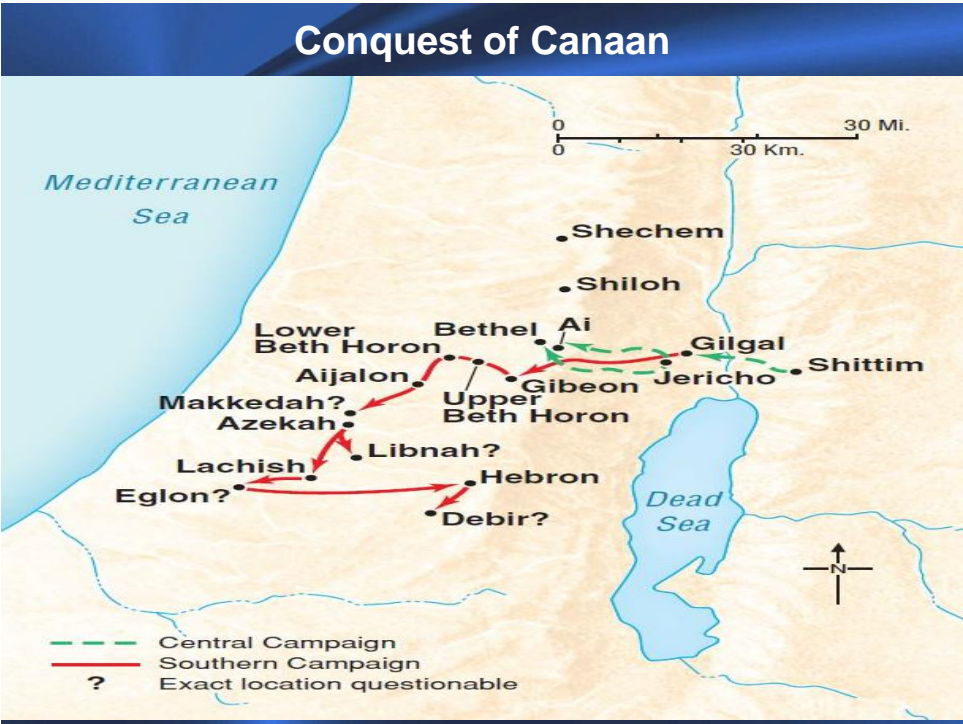 Conquest of Canaan
0 30 Mi.
0 30 Km.
Mediterranean
Sea
Shechem
Shiloh
Lower
Beth Horon
Bethel
Ai
Gilgal
Shittim
Aijalon
Gibeon
Jericho
Upper
Beth Horon
Makkedah?
Azekah
Libnah?
Lachish
Eglon?
Hebron
Debir?
Dead
Sea
N
Central Campaign
Southern Campaign
? Exact location questionable